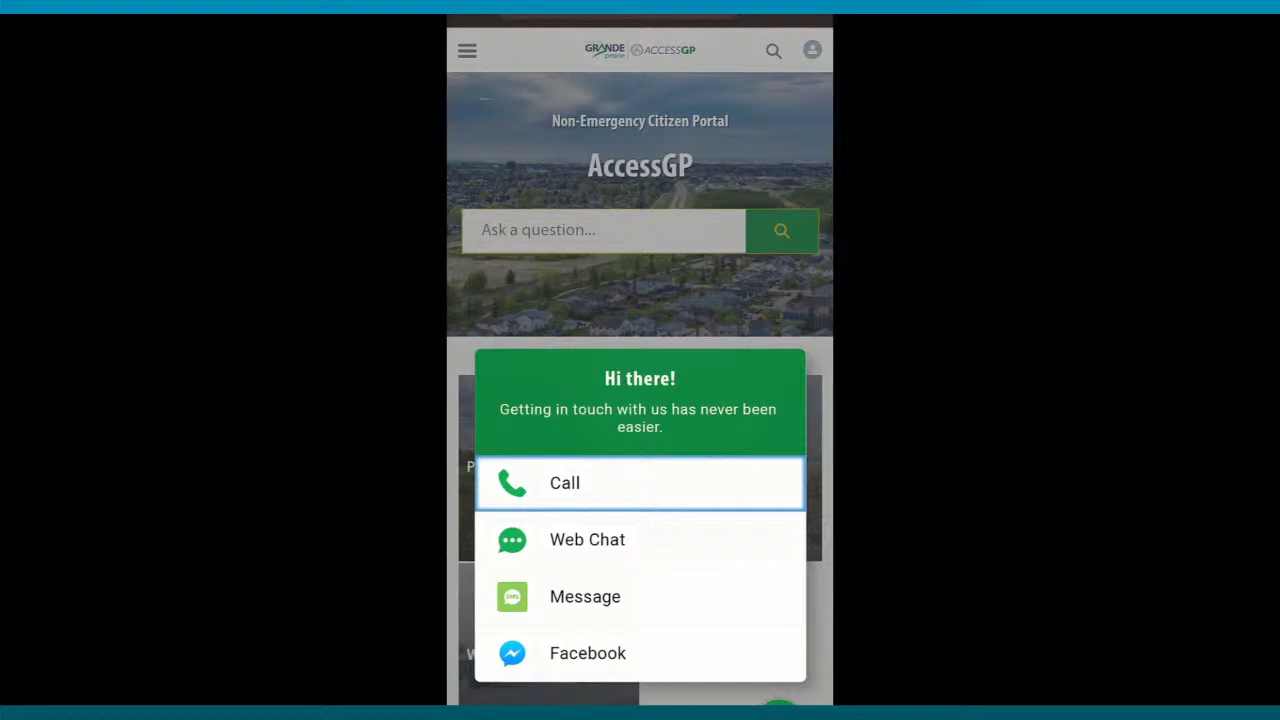 GRANDE
prairie
ACCESSGP
Non-Emergency Citizen Portal
AccessGP
Ask a question...
Hi there!
Getting in touch with us has never been
easier.
P
Call
Web Chat
SMS
Message
W
Facebook